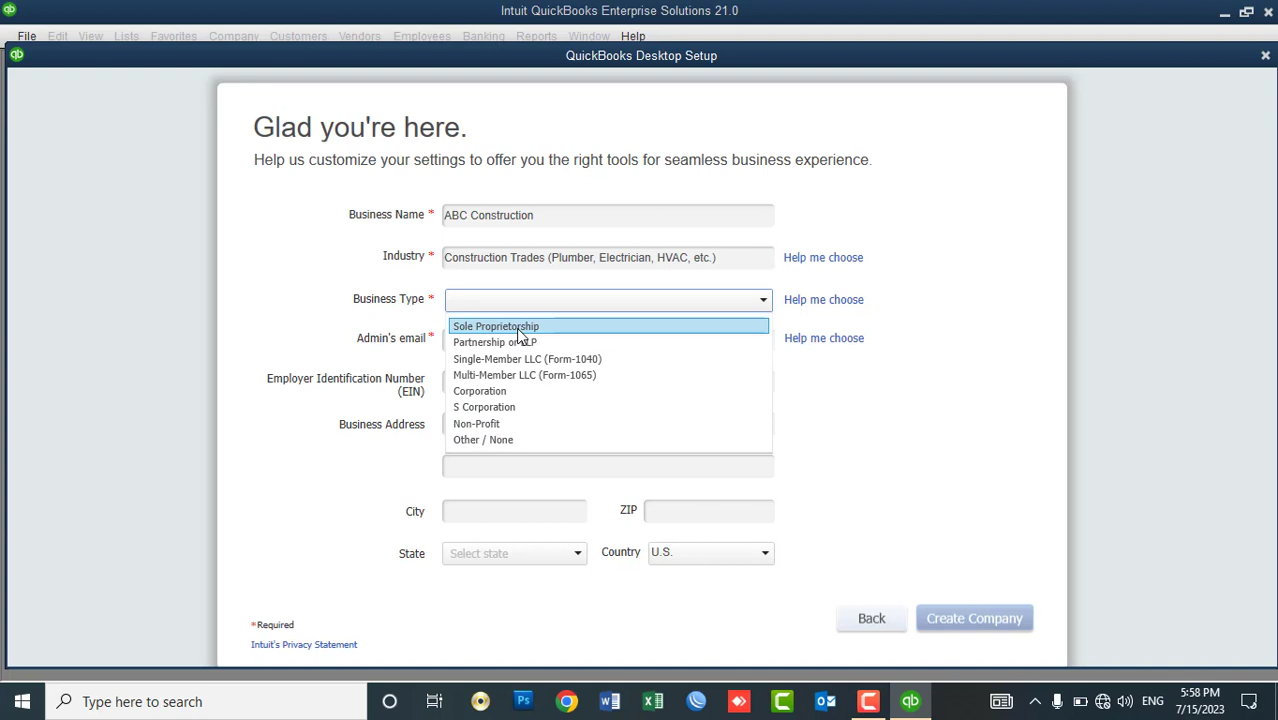 Intuit QuickBooks Enterprise Solutions 21.0
File Edit View Lists Favorites Company Customers Vendors Employees Banking Reports Window Help
QuickBooks Desktop Setup
Glad you're here.
Help us customize your settings to offer you the right tools for seamless business experience.
Business Name * ABC Construction
Industry * Construction Trades (Plumber, Electrician, HVAC, etc.) Help me choose
Business Type * Help me choose
Sole Proprietorship
Admin's email * Help me choose
Partnership or LLP
Single-Member LLC (Form-1040)
Employer Identification Number
(EIN)
Multi-Member LLC (Form-1065)
Corporation
S Corporation
Business Address
Non-Profit
Other / None
City ZIP
State Select state Country U.S.
Back Create Company
*Required
Intuit's Privacy Statement
Type here to search
ENG
5:58 PM
7/15/2023